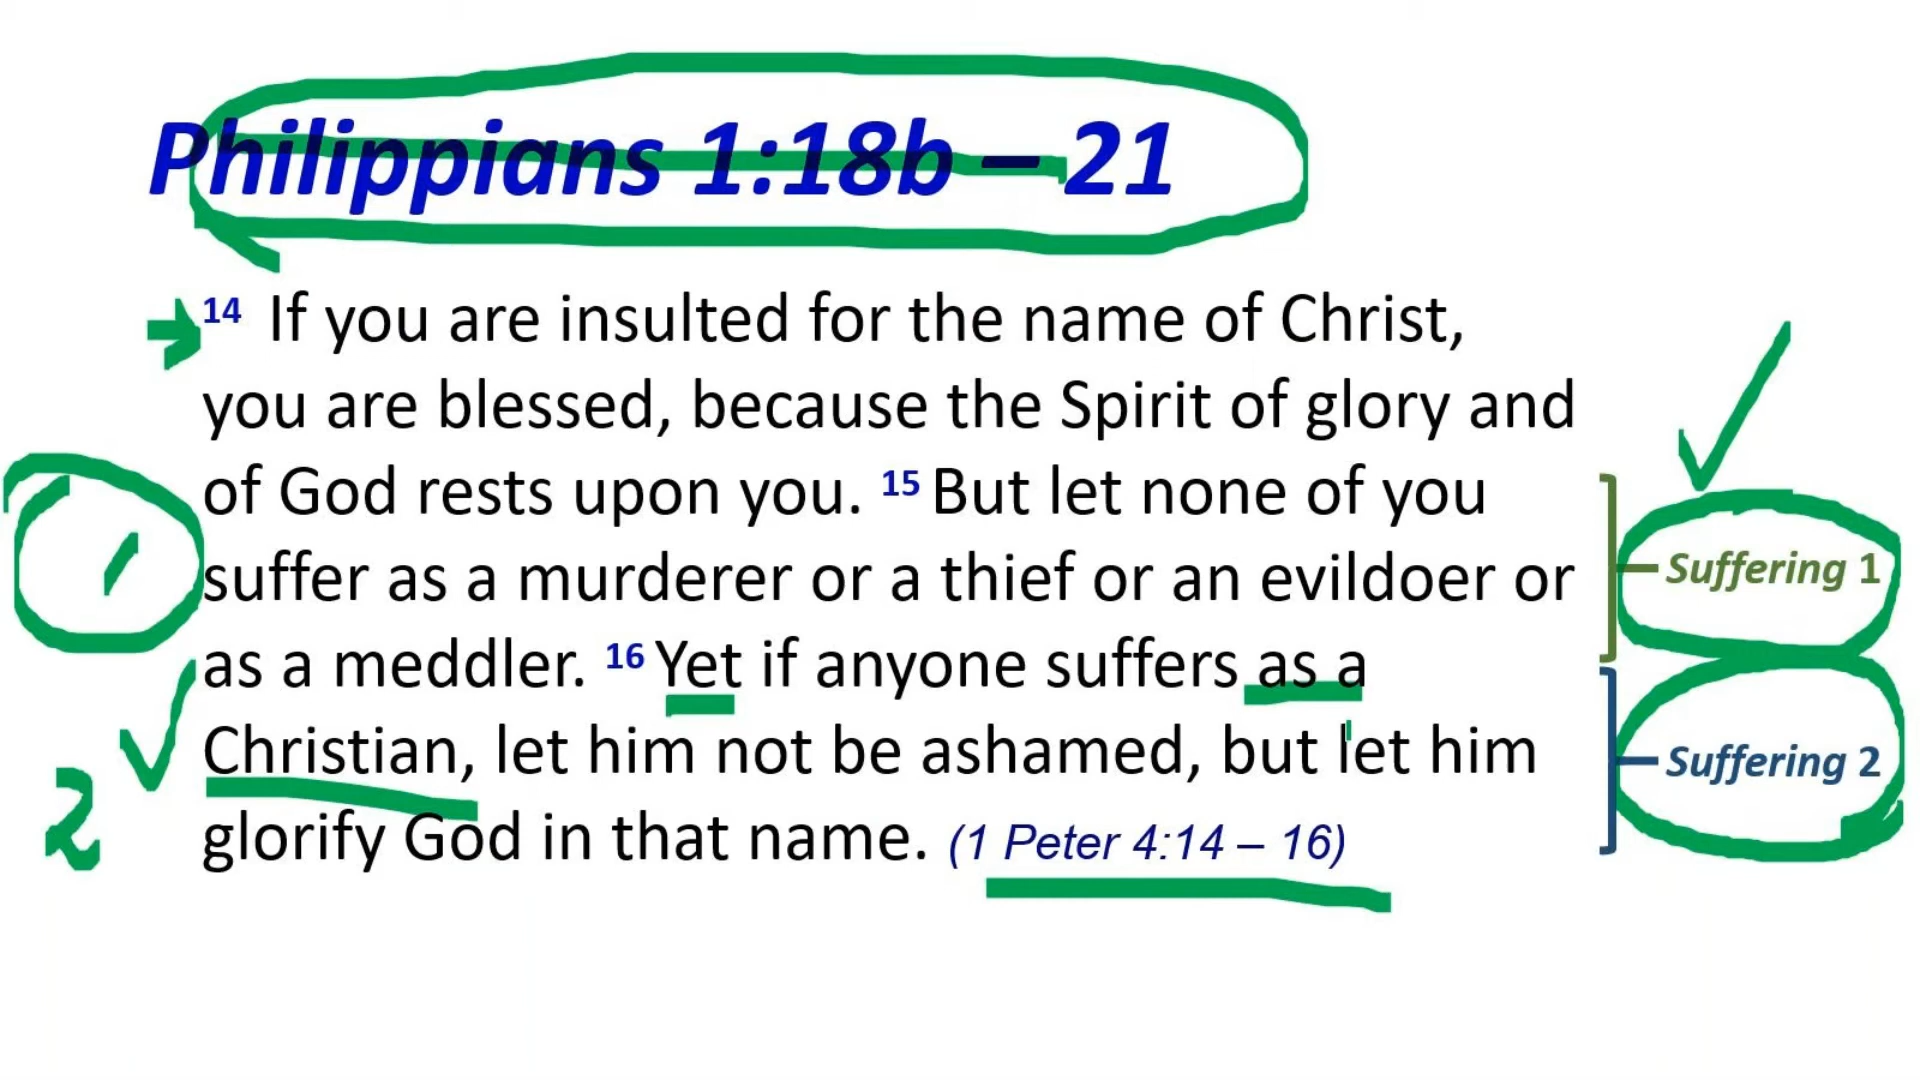 Philippians 1:18b – 21
14 If you are insulted for the name of Christ,
you are blessed, because the Spirit of glory and
of God rests upon you. 15 But let none of you
suffer as a murderer or a thief or an evildoer or
as a meddler. 16 Yet if anyone suffers as a
Christian, let him not be ashamed, but let him
glorify God in that name. (1 Peter 4:14 – 16)
Suffering 1
Suffering 2
1
2